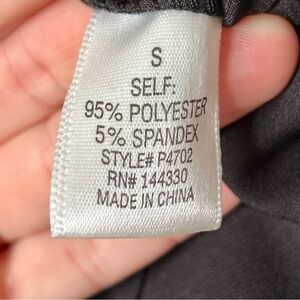 S
SELF:
95% POLYESTER
5% SPANDEX
STYLE# P4702
RN# 144330
MADE IN CHINA